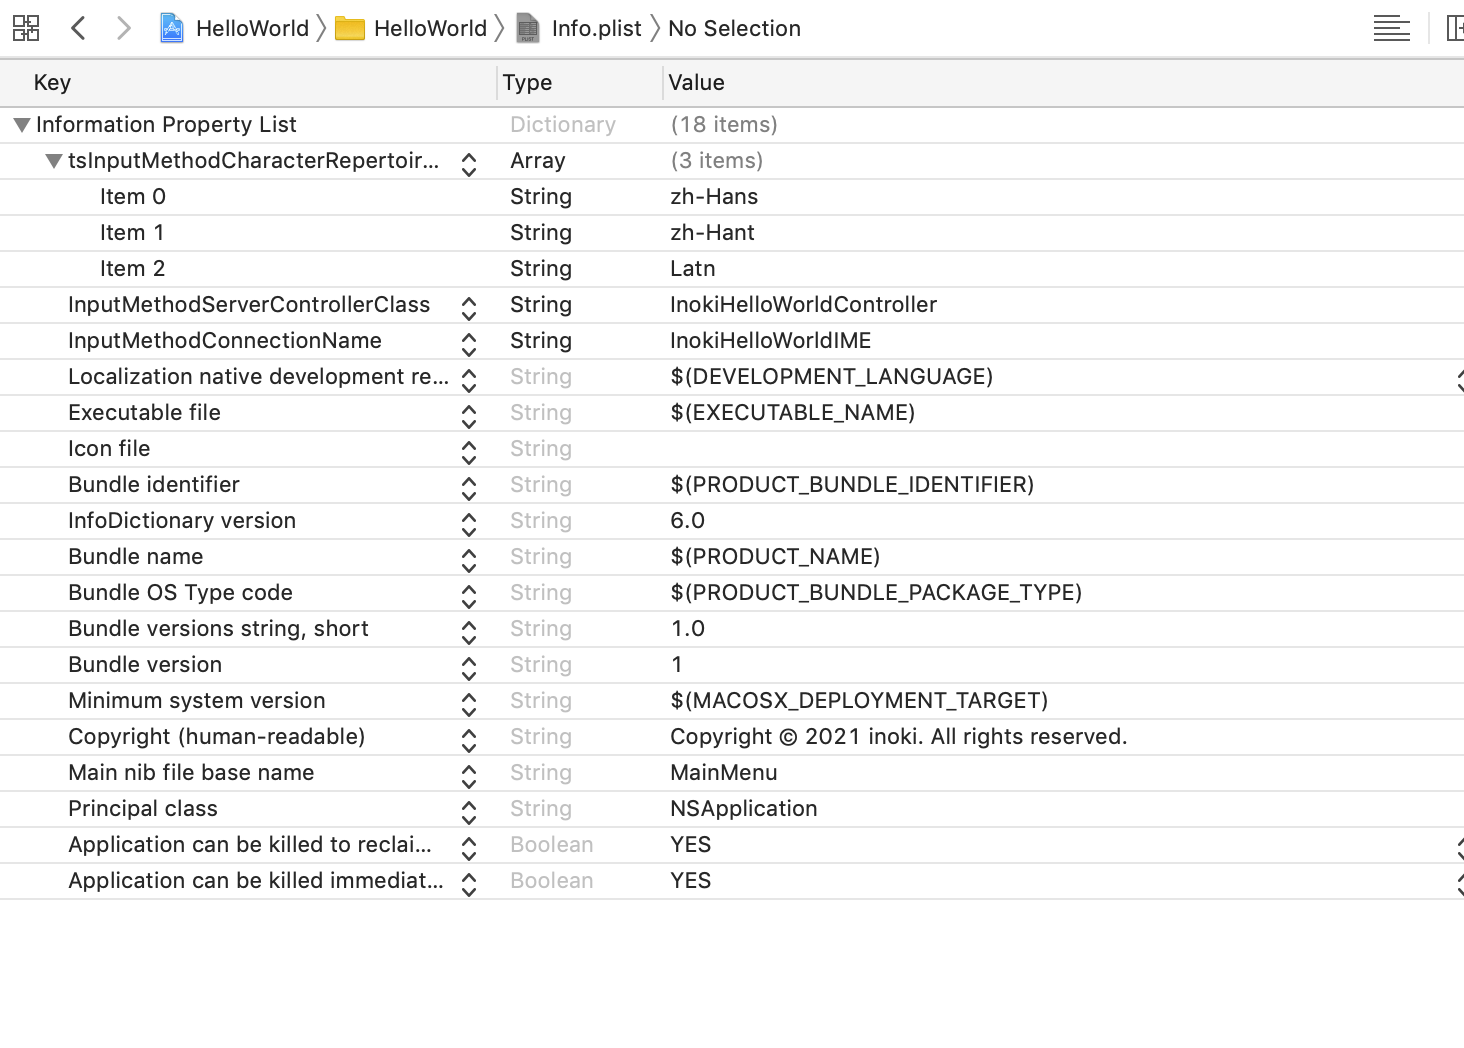 HelloWorld HelloWorld Info.plist No Selection
Key Type Value
Information Property List Dictionary (18 items)
tsInputMethodCharacterRepertoir... Array (3 items)
Item 0 String zh-Hans
Item 1 String zh-Hant
Item 2 String Latn
InputMethodServerControllerClass String InokiHelloWorldController
InputMethodConnectionName String InokiHelloWorldIME
Localization native development re... String $(DEVELOPMENT_LANGUAGE)
Executable file String $(EXECUTABLE_NAME)
Icon file String
Bundle identifier String $(PRODUCT_BUNDLE_IDENTIFIER)
InfoDictionary version String 6.0
Bundle name String $(PRODUCT_NAME)
Bundle OS Type code String $(PRODUCT_BUNDLE_PACKAGE_TYPE)
Bundle versions string, short String 1.0
Bundle version String 1
Minimum system version String $(MACOSX_DEPLOYMENT_TARGET)
Copyright (human-readable) String Copyright © 2021 inoki. All rights reserved.
Main nib file base name String MainMenu
Principal class String NSApplication
Application can be killed to reclai... Boolean YES
Application can be killed immediat... Boolean YES